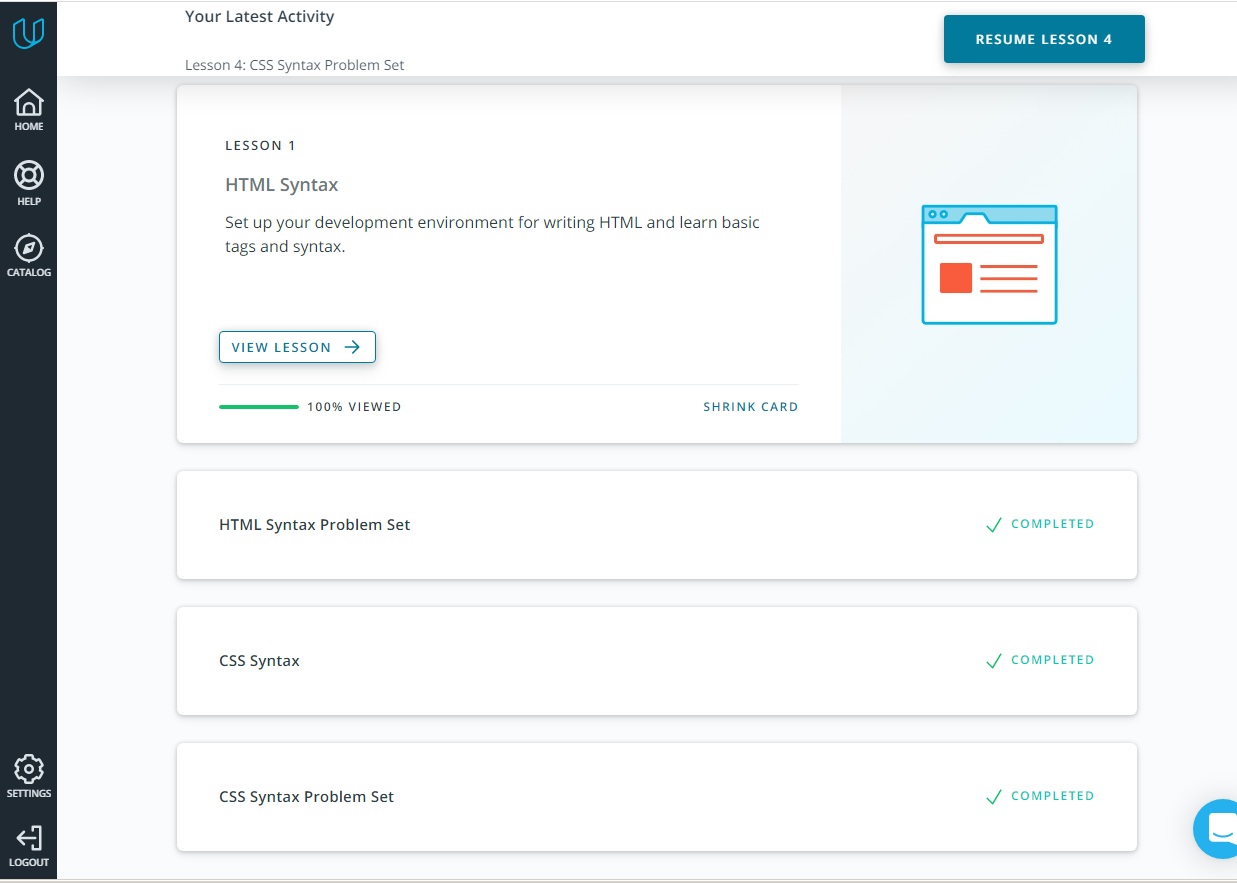 Your Latest Activity
Lesson 4: CSS Syntax Problem Set
RESUME LESSON 4
HOME
HELP
CATALOG
SETTINGS
LOGOUT
LESSON 1
HTML Syntax
Set up your development environment for writing HTML and learn basic
tags and syntax.
VIEW LESSON
100% VIEWED
SHRINK CARD
HTML Syntax Problem Set
COMPLETED
CSS Syntax
COMPLETED
CSS Syntax Problem Set
COMPLETED